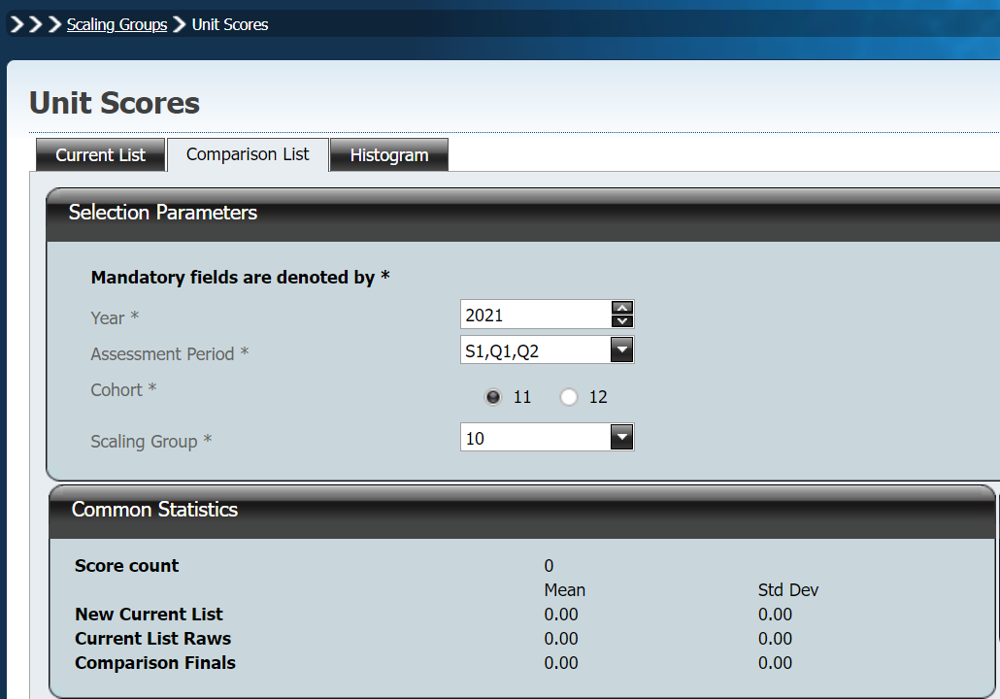 Scaling Groups Unit Scores
Unit Scores
Current List Comparison List Histogram
Selection Parameters
Mandatory fields are denoted by *
Year * 2021
Assessment Period * S1,Q1,Q2
Cohort * 11 12
Scaling Group * 10
Common Statistics
Score count 0
Mean Std Dev
New Current List 0.00 0.00
Current List Raws 0.00 0.00
Comparison Finals 0.00 0.00